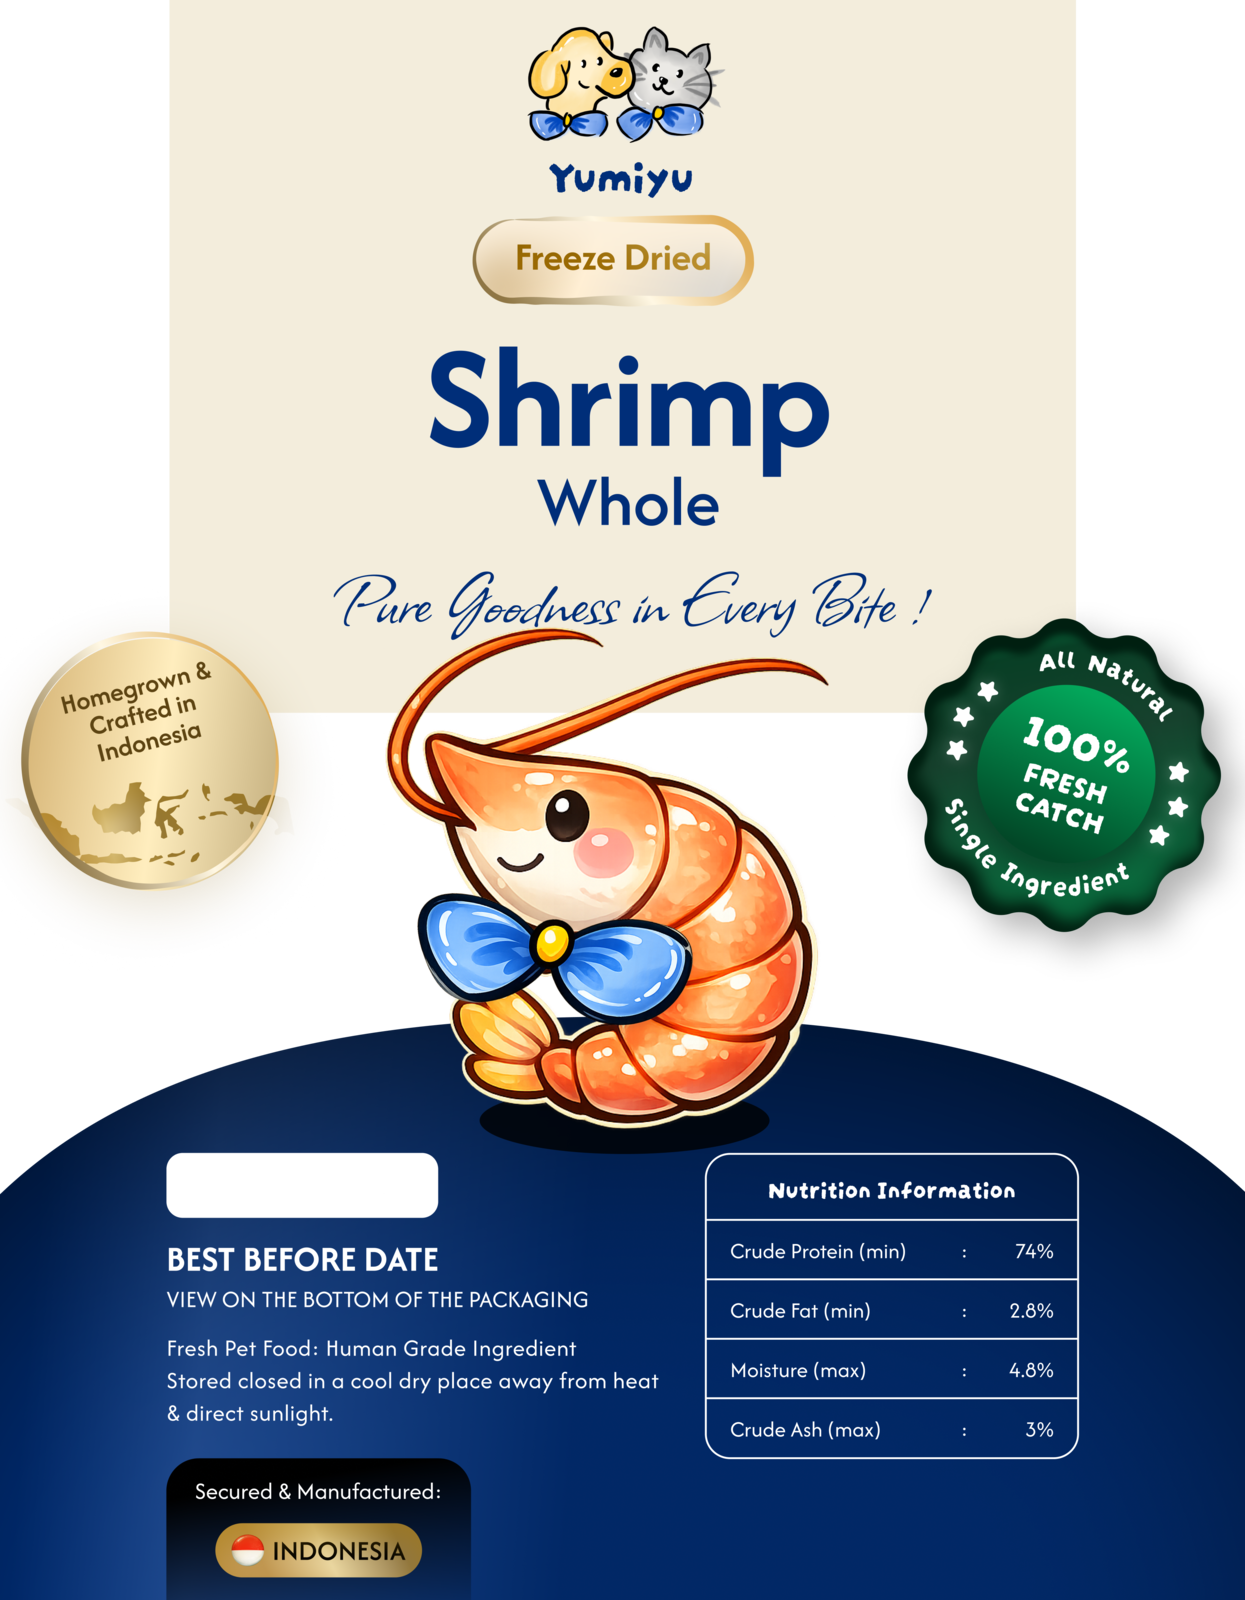 Yumiyu
Freeze Dried
Shrimp
Whole
Pure Goodness in Every Bite !
Homegrown &
Crafted in
Indonesia
All Natural
100%
FRESH
CATCH
Single Ingredient
BEST BEFORE DATE
VIEW ON THE BOTTOM OF THE PACKAGING
Fresh Pet Food: Human Grade Ingredient
Stored closed in a cool dry place away from heat
& direct sunlight.
Secured & Manufactured:
INDONESIA
Nutrition Information
Crude Protein (min) : 74%
Crude Fat (min) : 2.8%
Moisture (max) : 4.8%
Crude Ash (max) : 3%